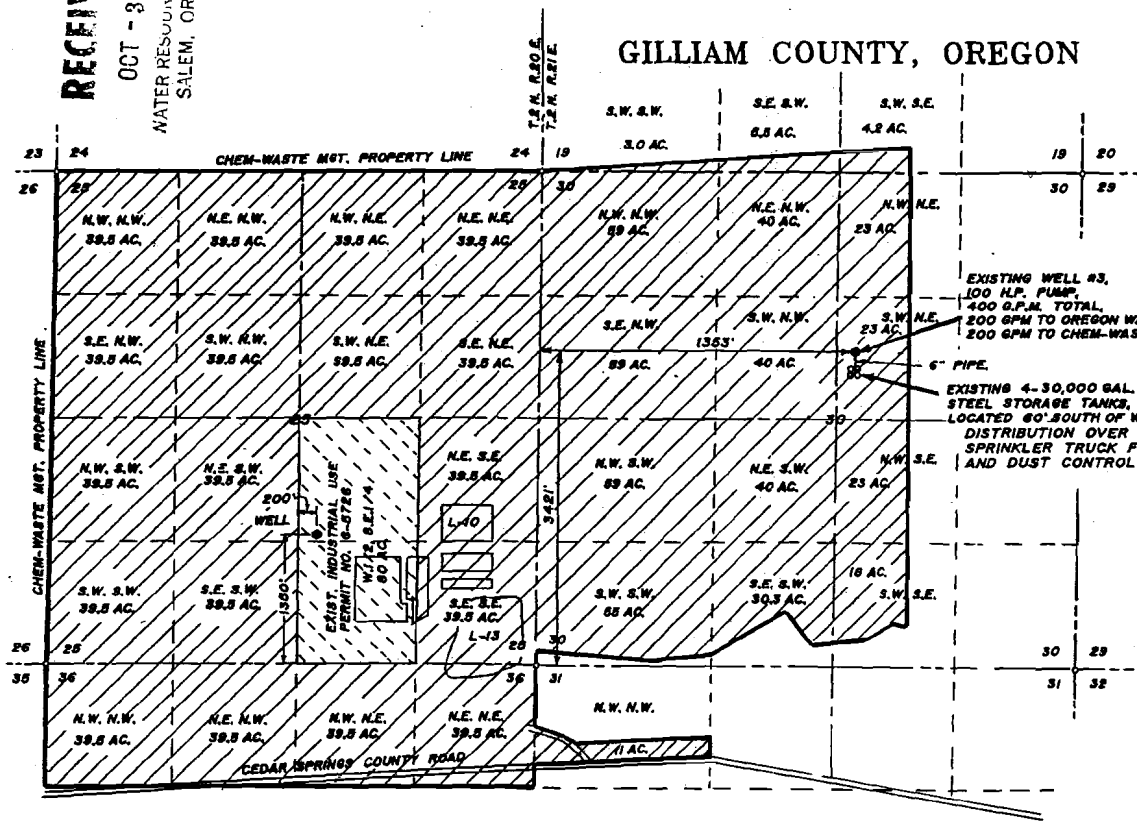 RECEIV
OCT - 3
WATER RESOUR
SALEM, OR
GILLIAM COUNTY, OREGON
T.2 N. R.20 E.
T.2 N. R.21 E.
S.W. S.W.
3.0 AC.
S.E. S.W.
6.5 AC.
S.W. S.E.
4.2 AC.
23 24
CHEM-WASTE MGT. PROPERTY LINE
24 19
19 20
26 25
25 30
30 29
N.W. N.W.
39.5 AC.
N.E. N.W.
39.5 AC.
N.W. N.E.
39.5 AC.
N.E. N.E.
39.5 AC.
N.W. N.W.
59 AC.
N.E. N.W.
40 AC.
N.W. N.E.
23 AC.
EXISTING WELL #3,
100 H.P. PUMP,
400 G.P.M. TOTAL,
200 GPM TO OREGON W
200 GPM TO CHEM-WAS
CHEM-WASTE MGT. PROPERTY LINE
S.E. N.W.
39.5 AC.
S.W. N.W.
39.5 AC.
S.W. N.E.
39.5 AC.
S.E. N.E.
39.5 AC.
S.E. N.W.
59 AC.
S.W. N.W.
40 AC.
S.W. N.E.
23 AC.
1353'
6" PIPE.
EXISTING 4-30,000 GAL.
STEEL STORAGE TANKS,
LOCATED 60' SOUTH OF W
DISTRIBUTION OVER
SPRINKLER TRUCK F
AND DUST CONTROL
25
30
N.W. S.W.
39.5 AC.
N.E. S.W.
39.5 AC.
N.E. S.E.
39.5 AC.
N.W. S.W.
59 AC.
N.E. S.W.
40 AC.
N.W. S.E.
23 AC.
200'
WELL
1350'
EXIST. INDUSTRIAL USE
PERMIT NO. G-8726
W.1/2, S.E.1/4,
80 AC.
L-10
3421'
S.W. S.W.
39.5 AC.
S.E. S.W.
39.5 AC.
S.E. S.E.
39.5 AC.
L-13
S.W. S.W.
55 AC.
S.E. S.W.
30.3 AC.
16 AC.
S.W. S.E.
26 25
25 30
30 29
35 36
36 31
31 32
N.W. N.W.
39.5 AC.
N.E. N.W.
39.5 AC.
N.W. N.E.
39.5 AC.
N.E. N.E.
39.5 AC.
N.W. N.W.
11 AC.
CEDAR SPRINGS COUNTY ROAD